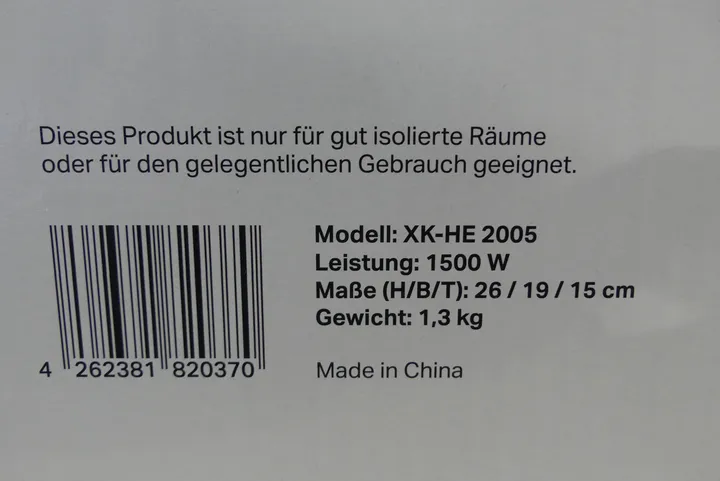 Dieses Produkt ist nur für gut isolierte Räume
oder für den gelegentlichen Gebrauch geeignet.
Modell: XK-HE 2005
Leistung: 1500 W
Maße (H/B/T): 26 / 19 / 15 cm
Gewicht: 1,3 kg
4 262381 820370
Made in China